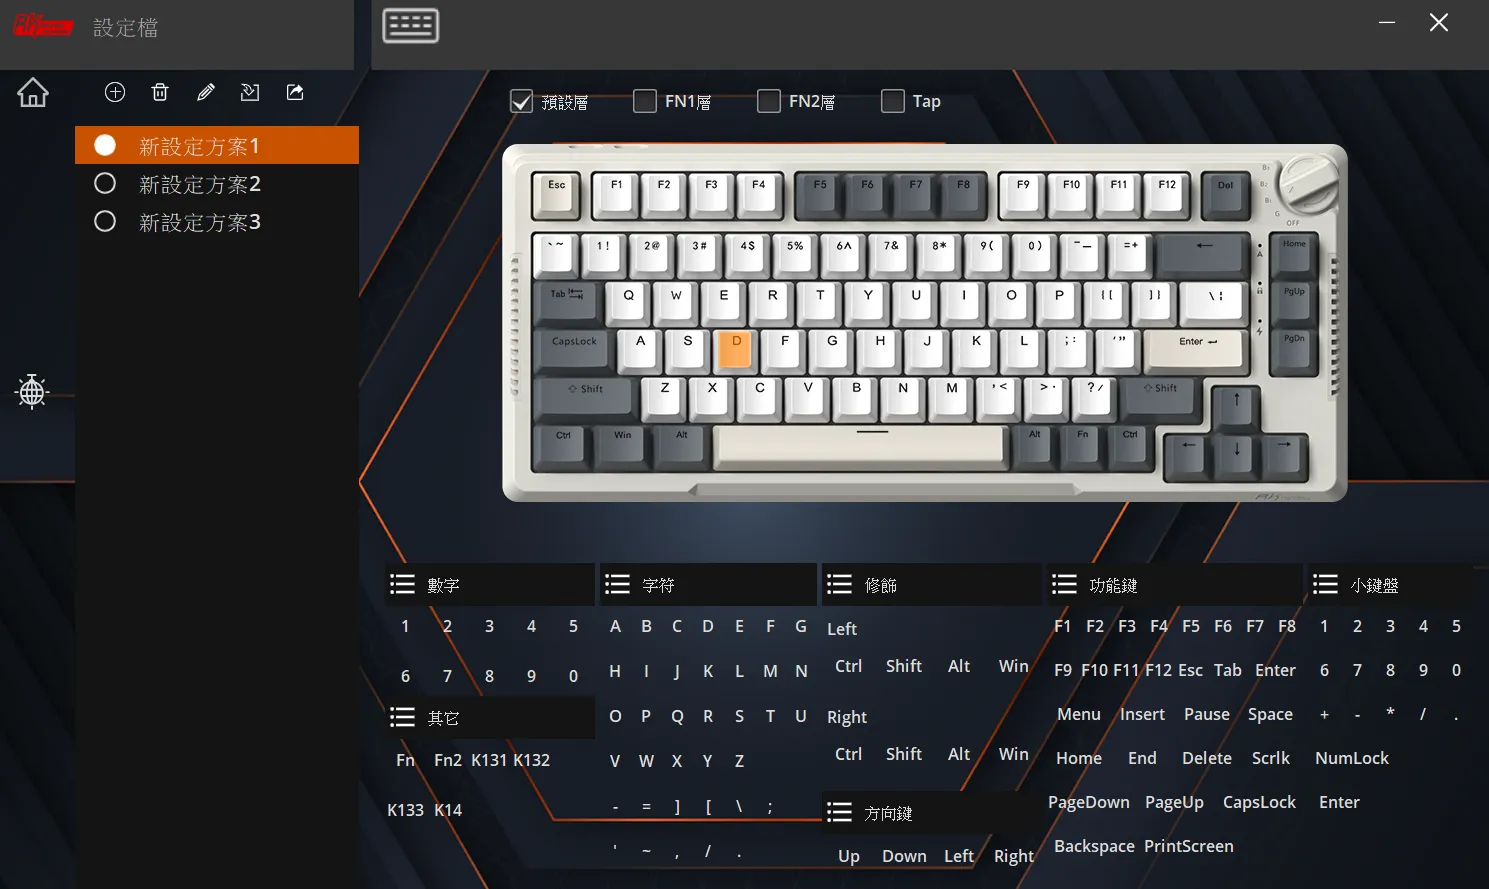 RK 設定檔
新設定方案1
新設定方案2
新設定方案3
預設層 FN1層 FN2層 Tap
Esc F1 F2 F3 F4 F5 F6 F7 F8 F9 F10 F11 F12 Del
B3
B2
B1
G
OFF
` ~ 1 ! 2 @ 3 # 4 $ 5 % 6 ^ 7 & 8 * 9 ( 0 ) - _ = + ← A Home
Tab Q W E R T Y U I O P [ { ] } \ ¦ PgUp
CapsLock A S D F G H J K L ; : ' " Enter ↵ PgDn
⇧ Shift Z X C V B N M , < > . ? / ⇧ Shift ↑
Ctrl Win Alt Alt Fn Ctrl ← ↓ →
RK
數字
1 2 3 4 5
6 7 8 9 0
其它
Fn Fn2 K131 K132
K133 K14
字符
A B C D E F G
H I J K L M N
O P Q R S T U
V W X Y Z
- = ] [ \ ;
' ~ , / .
修飾
Left
Ctrl Shift Alt Win
Right
Ctrl Shift Alt Win
方向鍵
Up Down Left Right
功能鍵
F1 F2 F3 F4 F5 F6 F7 F8
F9 F10 F11 F12 Esc Tab Enter
Menu Insert Pause Space
Home End Delete Scrlk
PageDown PageUp CapsLock
Backspace PrintScreen
小鍵盤
1 2 3 4 5
6 7 8 9 0
+ - * / .
NumLock
Enter